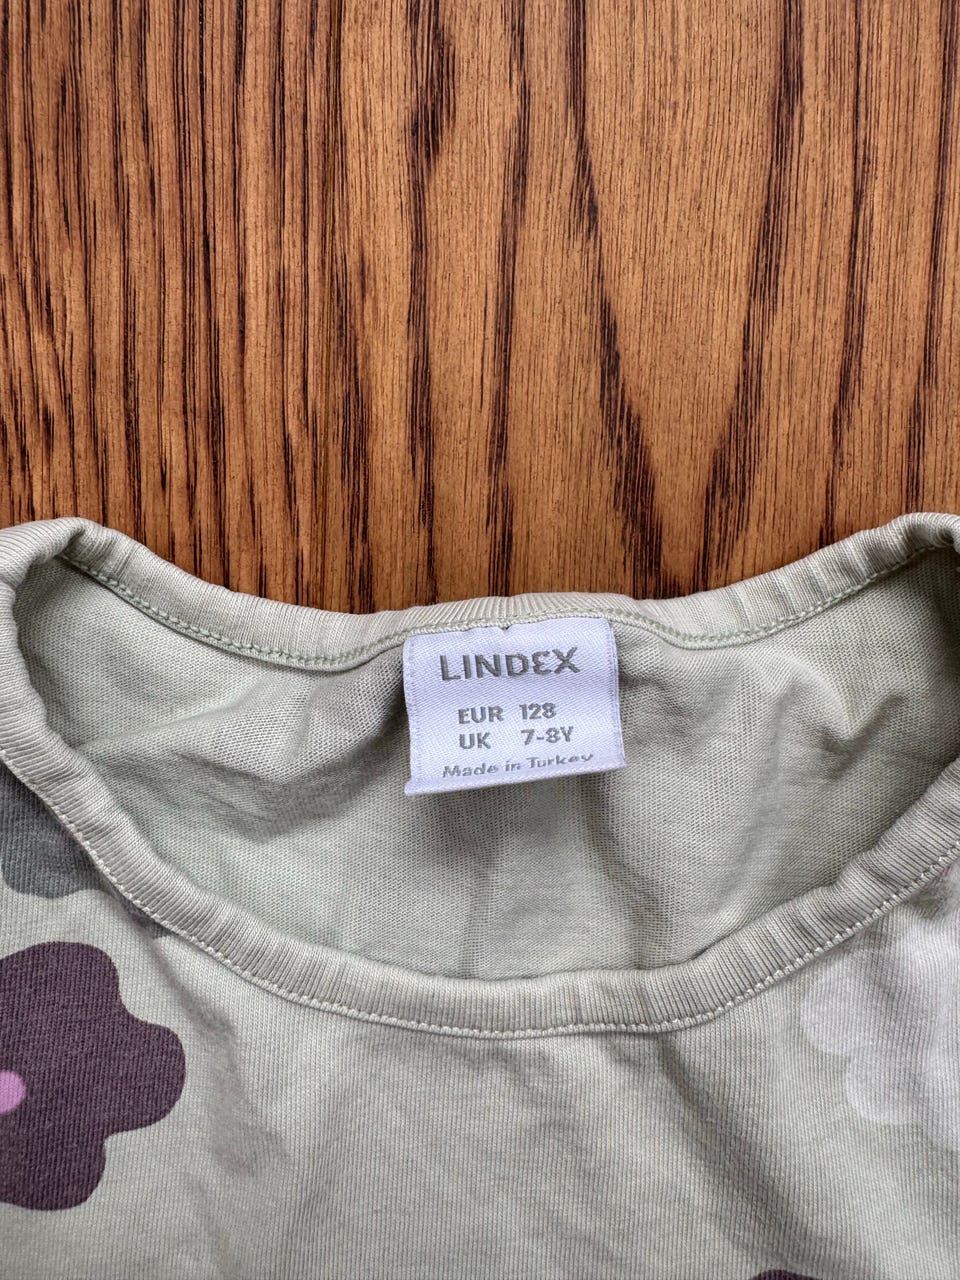 LINDEX
EUR 128
UK 7-8Y
Made in Turkey